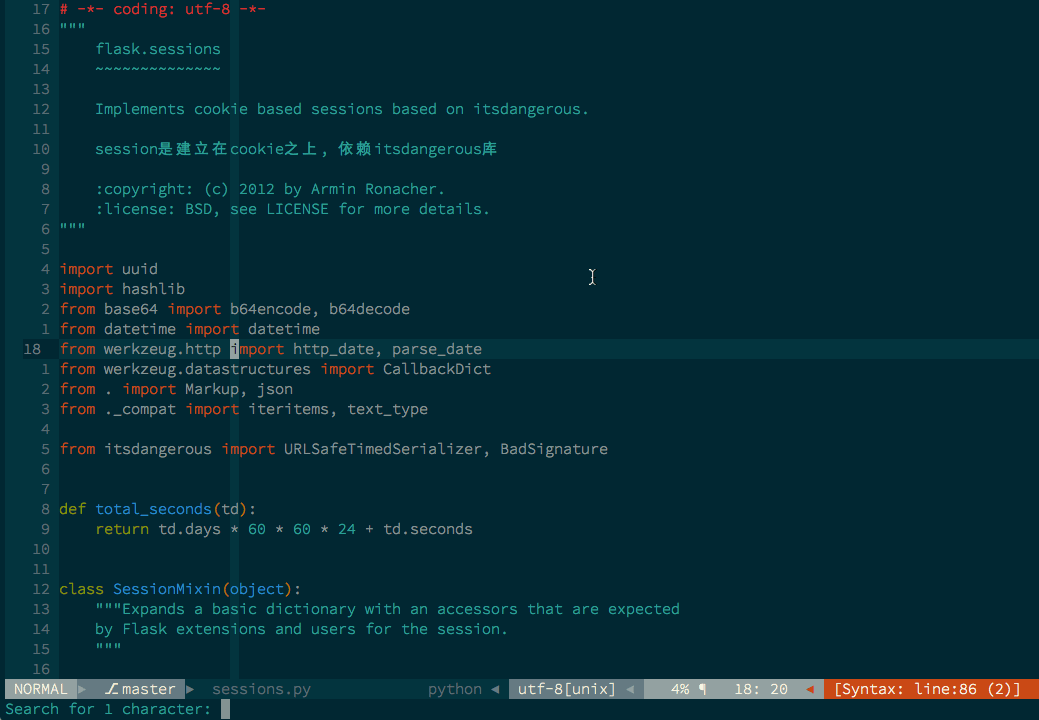 17 # -*- coding: utf-8 -*-
16 """
15     flask.sessions
14     ~~~~~~~~~~~~~~
13
12     Implements cookie based sessions based on itsdangerous.
11
10     session是建立在cookie之上, 依赖itsdangerous库
9
8     :copyright: (c) 2012 by Armin Ronacher.
7     :license: BSD, see LICENSE for more details.
6 """
5
4 import uuid
3 import hashlib
2 from base64 import b64encode, b64decode
1 from datetime import datetime
18 from werkzeug.http import http_date, parse_date
1 from werkzeug.datastructures import CallbackDict
2 from . import Markup, json
3 from ._compat import iteritems, text_type
4
5 from itsdangerous import URLSafeTimedSerializer, BadSignature
6
7
8 def total_seconds(td):
9     return td.days * 60 * 60 * 24 + td.seconds
10
11
12 class SessionMixin(object):
13     """Expands a basic dictionary with an accessors that are expected
14     by Flask extensions and users for the session.
15     """
16
NORMAL master sessions.py python utf-8[unix] 4% ¶ 18: 20 [Syntax: line:86 (2)]
Search for 1 character: